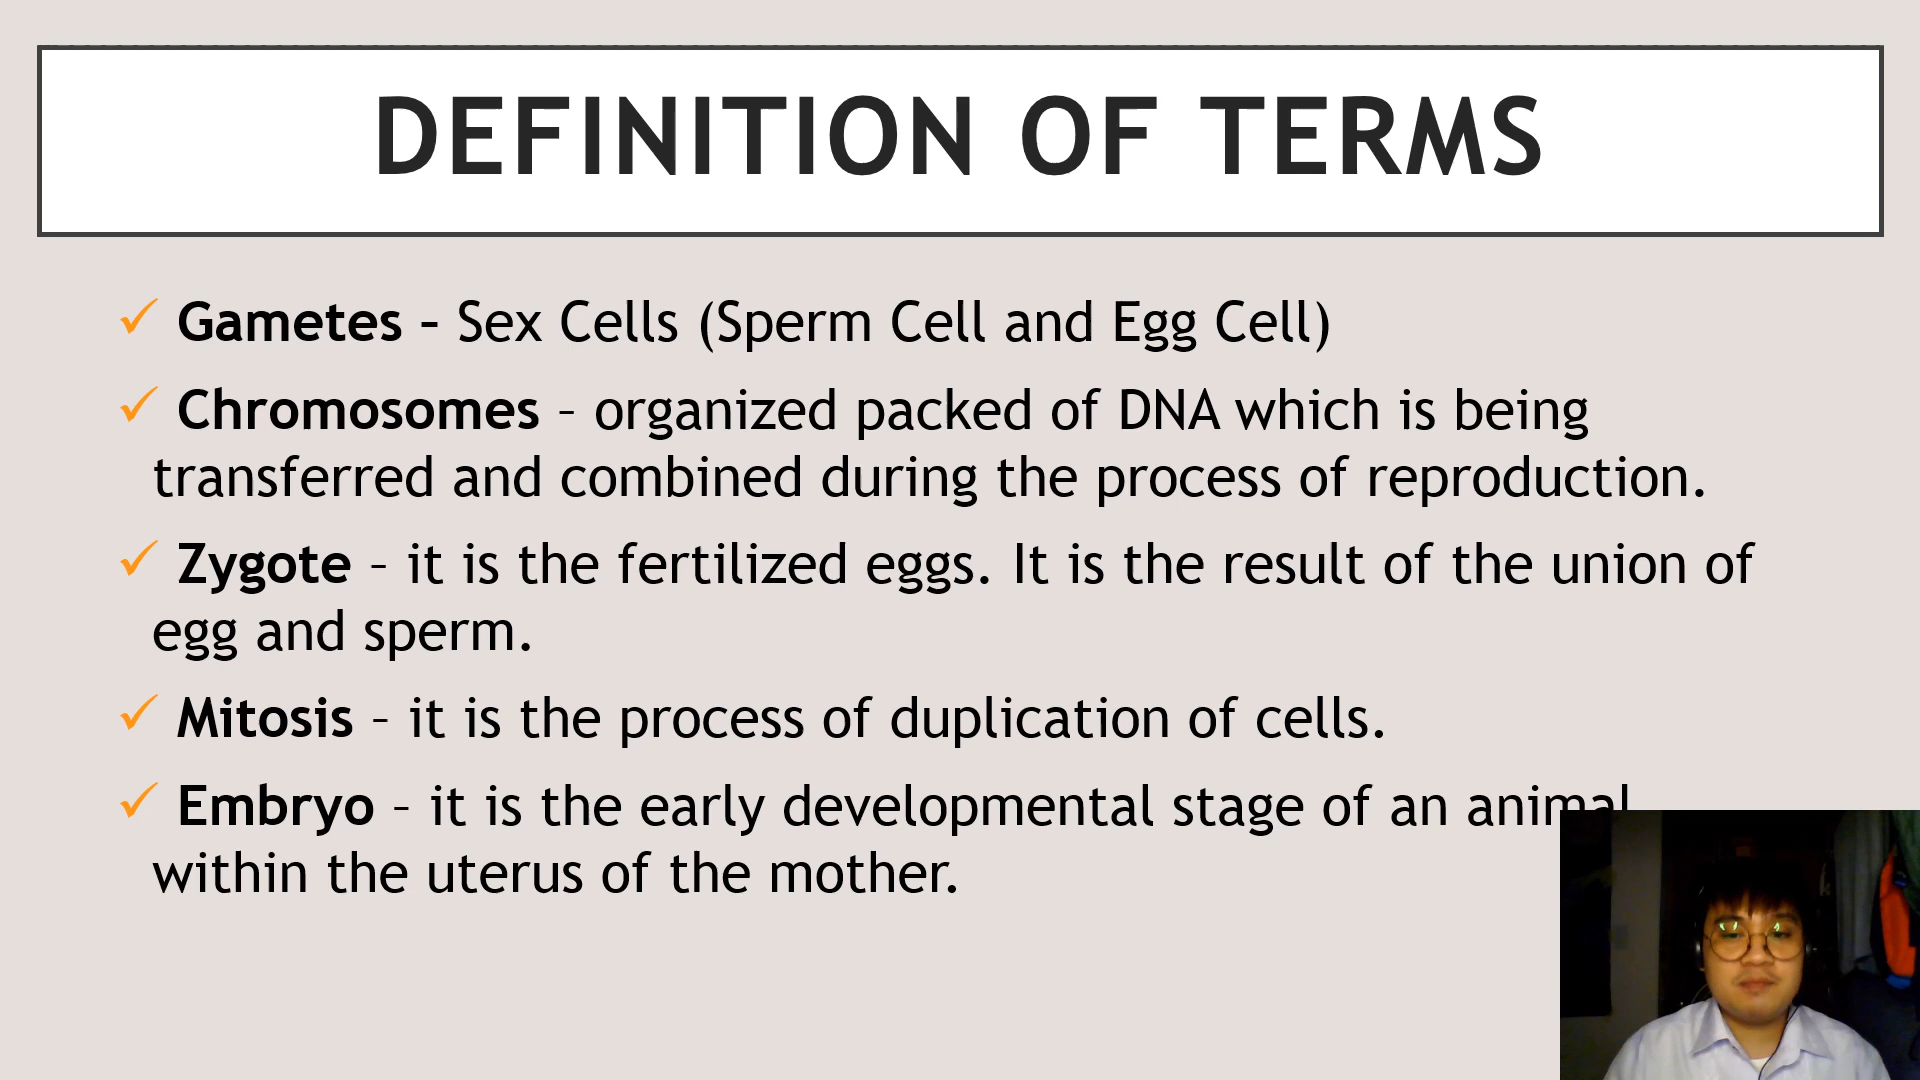 DEFINITION OF TERMS
✓ Gametes – Sex Cells (Sperm Cell and Egg Cell)
✓ Chromosomes – organized packed of DNA which is being
transferred and combined during the process of reproduction.
✓ Zygote – it is the fertilized eggs. It is the result of the union of
egg and sperm.
✓ Mitosis – it is the process of duplication of cells.
✓ Embryo – it is the early developmental stage of an animal
within the uterus of the mother.